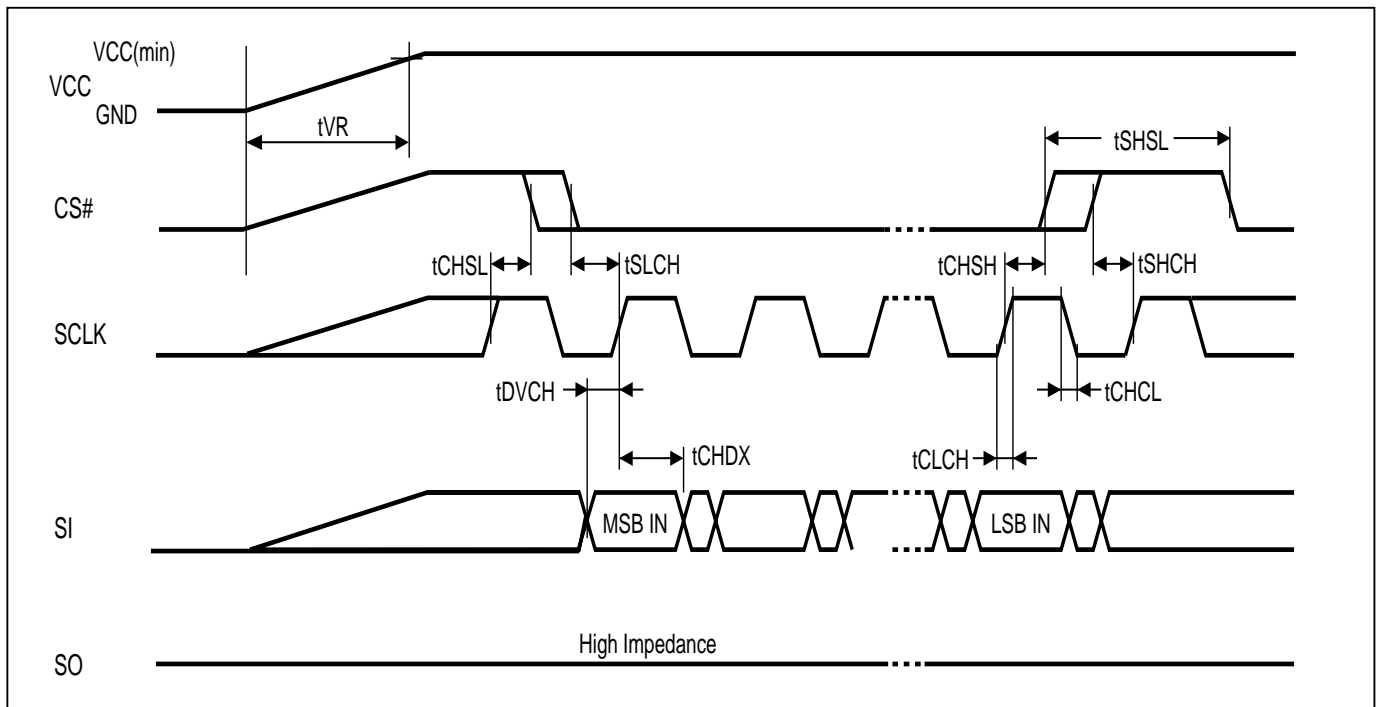 VCC(min)
VCC
GND
tVR
tSHSL
CS#
tCHSL
tSLCH
tCHSH
tSHCH
SCLK
tDVCH
tCHCL
tCHDX
tCLCH
SI
MSB IN
LSB IN
High Impedance
SO